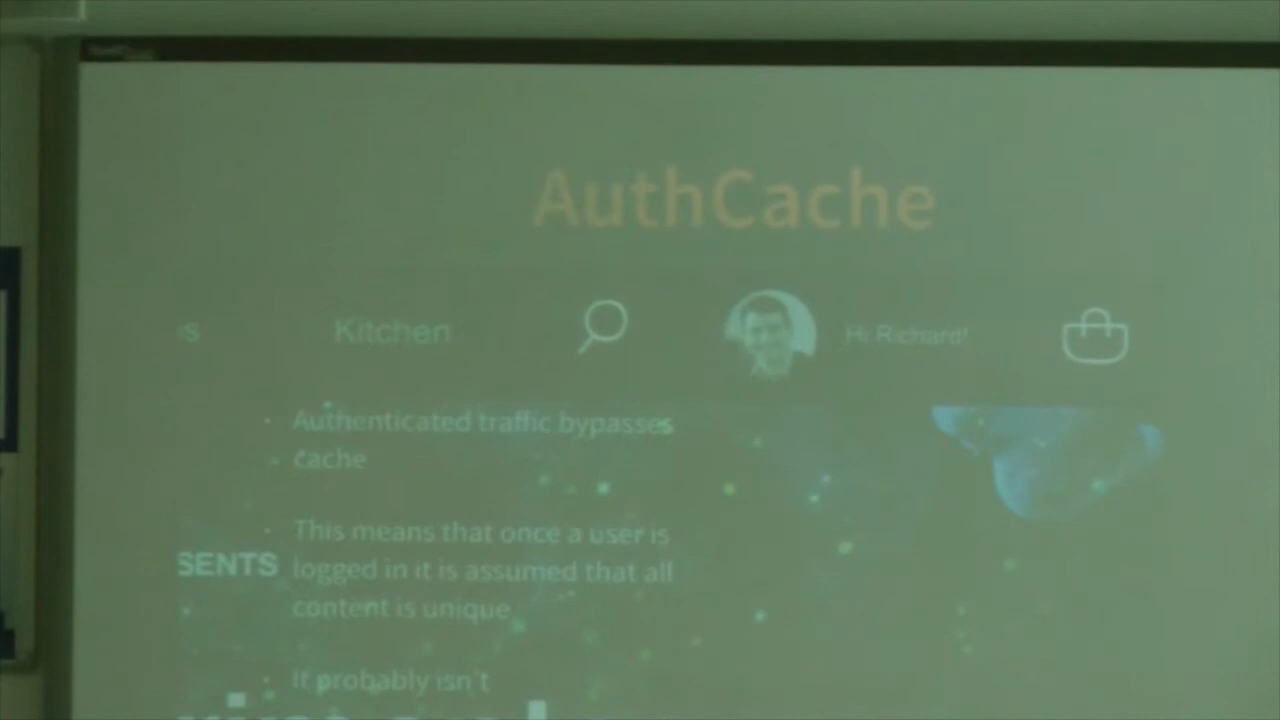 AuthCache
Kitchen
Hi Richard!
Authenticated traffic bypasses
cache
This means that once a user is
SENTS logged in it is assumed that all
content is unique
It probably isn't